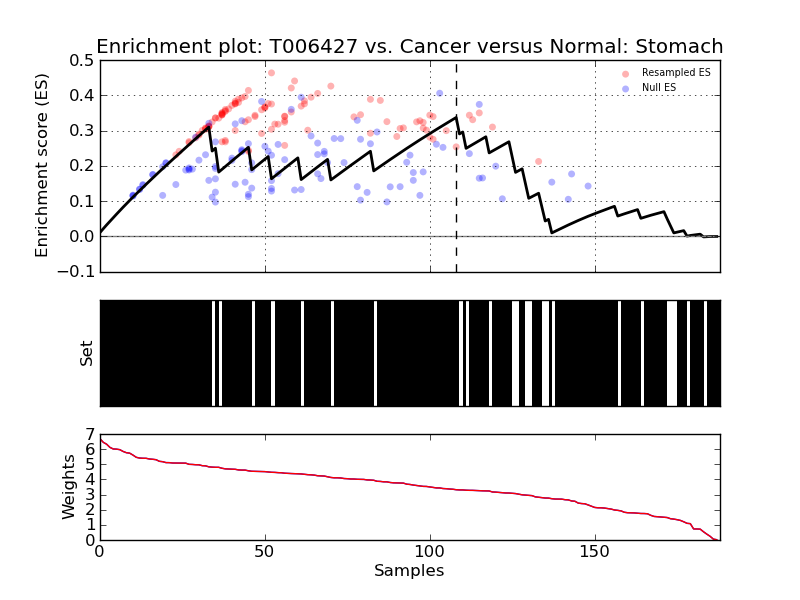 Enrichment plot: T006427 vs. Cancer versus Normal: Stomach
Enrichment score (ES)
0.5
0.4
0.3
0.2
0.1
0.0
−0.1
Resampled ES
Null ES
Set
Weights
7
6
5
4
3
2
1
0
0 50 100 150
Samples